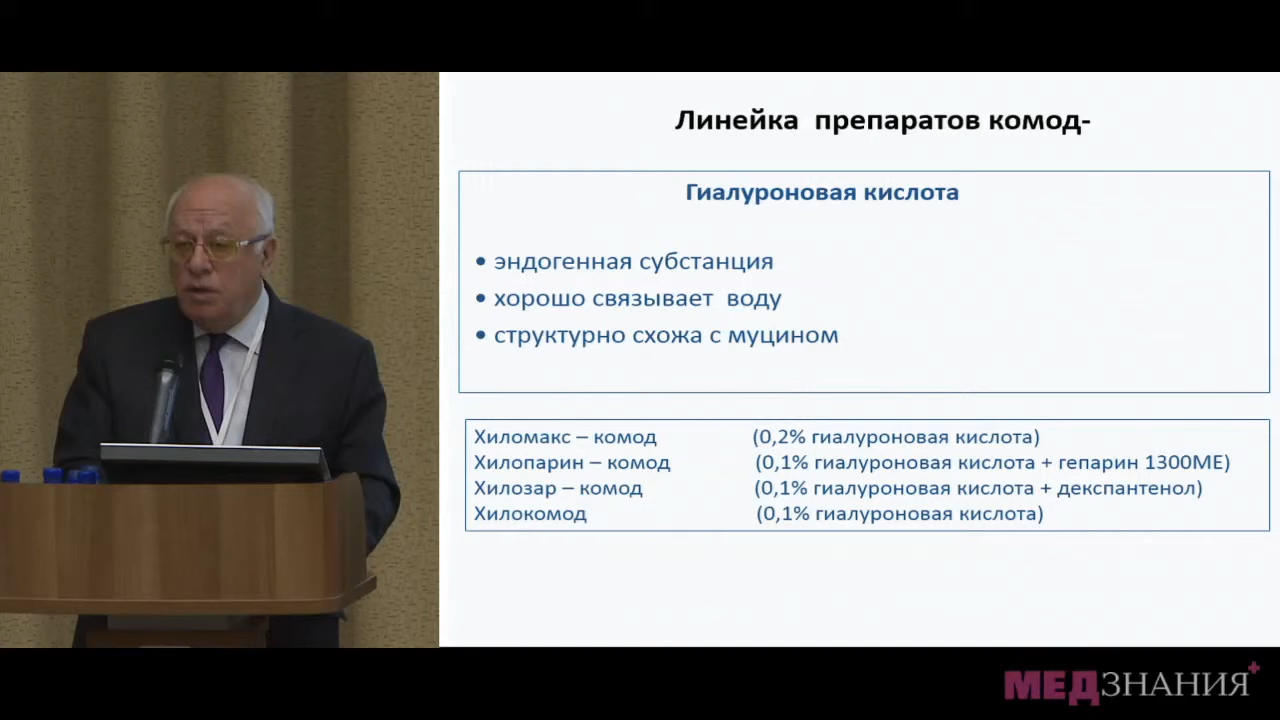 Линейка препаратов комод-
Гиалуроновая кислота
• эндогенная субстанция
• хорошо связывает воду
• структурно схожа с муцином
Хиломакс – комод (0,2% гиалуроновая кислота)
Хилопарин – комод (0,1% гиалуроновая кислота + гепарин 1300МЕ)
Хилозар – комод (0,1% гиалуроновая кислота + декспантенол)
Хилокомод (0,1% гиалуроновая кислота)
МЕДЗНАНИЯ+